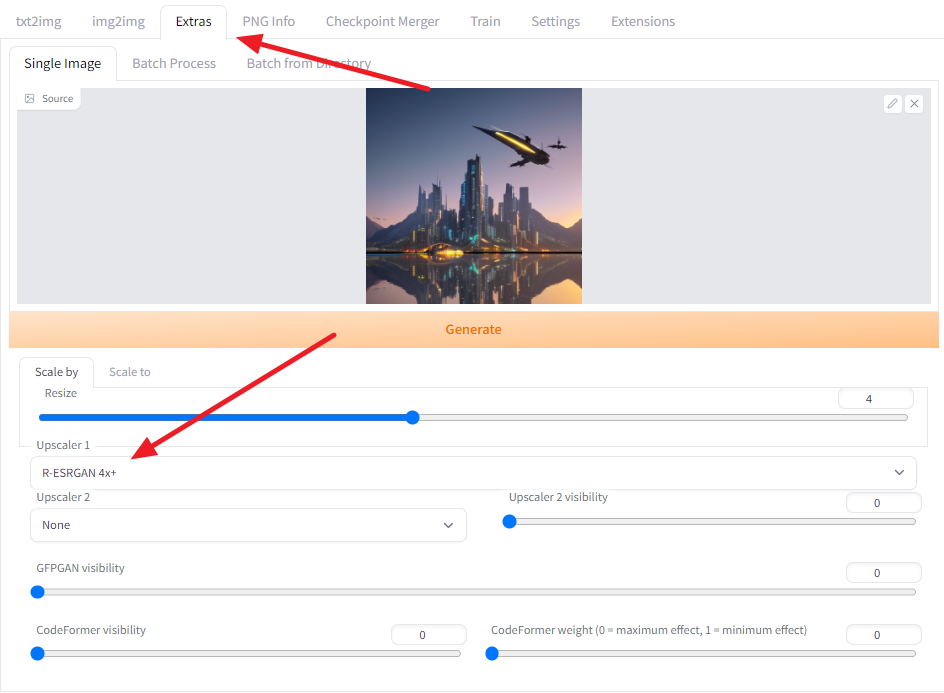 txt2img img2img Extras PNG Info Checkpoint Merger Train Settings Extensions
Single Image Batch Process Batch from Directory
Source
Generate
Scale by Scale to
Resize 4
Upscaler 1
R-ESRGAN 4x+
Upscaler 2 Upscaler 2 visibility 0
None
GFPGAN visibility 0
CodeFormer visibility 0 CodeFormer weight (0 = maximum effect, 1 = minimum effect) 0